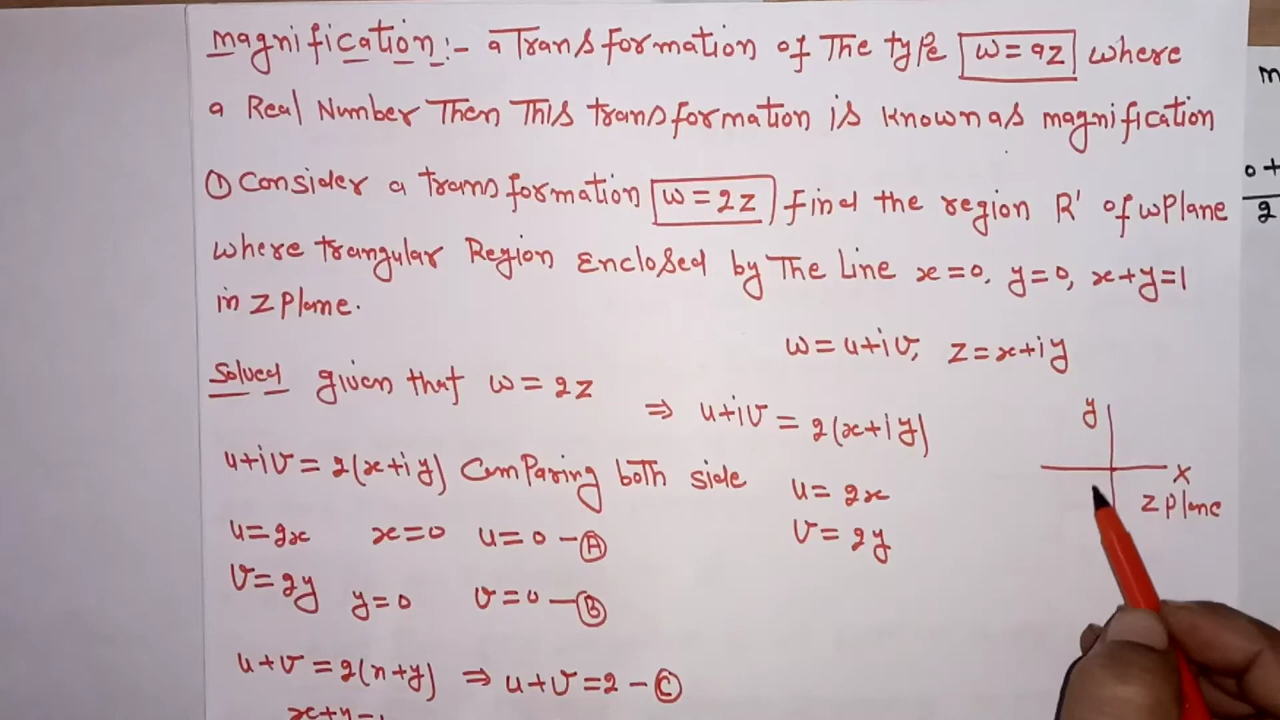 magnification :- a Transformation of The type w=az where
a Real Number Then This transformation is known as magnification
① Consider a transformation w=2z find the region R' of w Plane
where trangular Region Enclosed by The Line x=0, y=0, x+y=1
in z plane.
w=u+iv, z=x+iy
Solved given that w=2z
⇒ u+iv = 2(x+iy)
u+iv=2(x+iy) Comparing both side
u=2x x=0 u=0 -Ⓐ
v=2y y=0 v=0 -Ⓑ
u+v=2(x+y) ⇒ u+v=2 -Ⓒ
u=2x
v=2y
y
x
z plane
m
0+
2